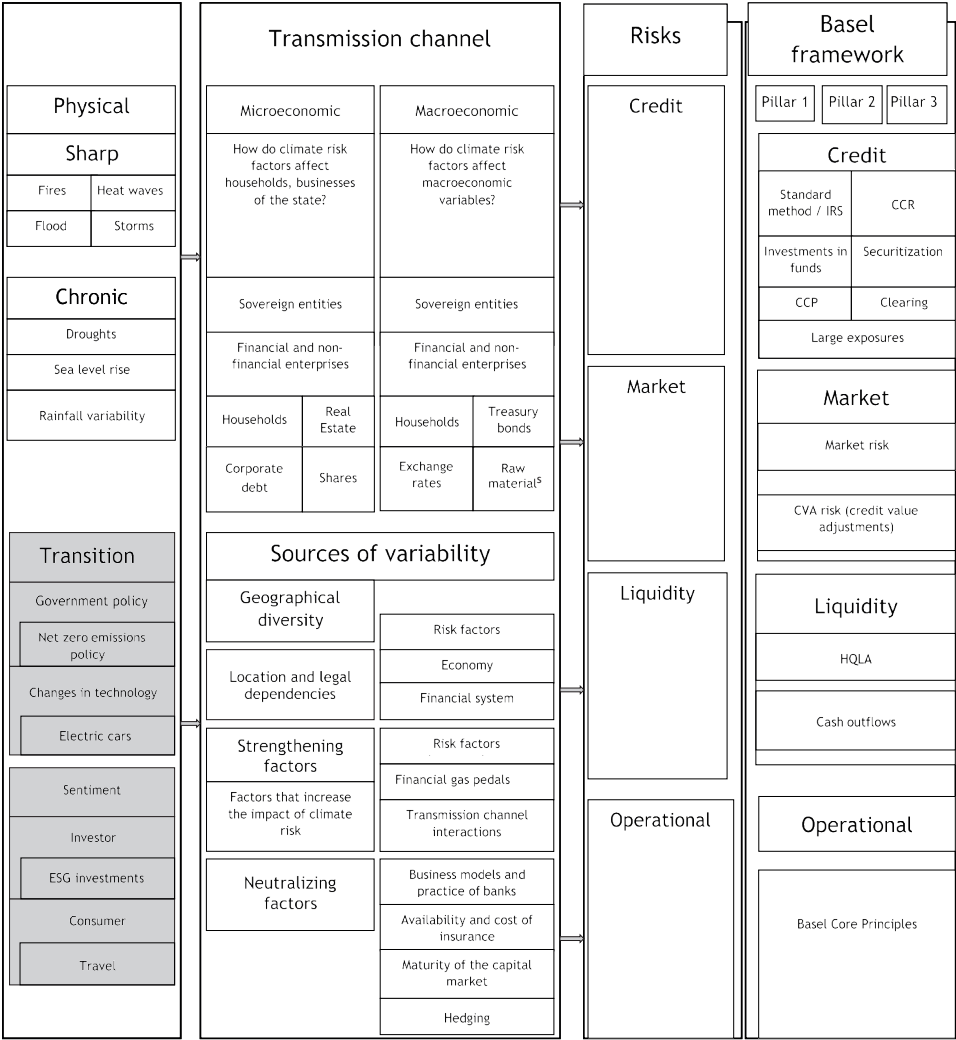 Physical
Sharp
Fires
Heat waves
Flood
Storms
Chronic
Droughts
Sea level rise
Rainfall variability
Transition
Government policy
Net zero emissions
policy
Changes in technology
Electric cars
Sentiment
Investor
ESG investments
Consumer
Travel
Transmission channel
Microeconomic
How do climate risk
factors affect
households, businesses
of the state?
Sovereign entities
Financial and non-
financial enterprises
Households
Real
Estate
Corporate
debt
Shares
Macroeconomic
How do climate risk
factors affect
macroeconomic
variables?
Sovereign entities
Financial and non-
financial enterprises
Households
Treasury
bonds
Exchange
rates
Raw
materials
Sources of variability
Geographical
diversity
Location and legal
dependencies
Risk factors
Economy
Financial system
Strengthening
factors
Factors that increase
the impact of climate
risk
Risk factors
Financial gas pedals
Transmission channel
interactions
Neutralizing
factors
Business models and
practice of banks
Availability and cost of
insurance
Maturity of the capital
market
Hedging
Risks
Credit
Market
Liquidity
Operational
Basel
framework
Pillar 1
Pillar 2
Pillar 3
Credit
Standard
method / IRS
CCR
Investments in
funds
Securitization
CCP
Clearing
Large exposures
Market
Market risk
CVA risk (credit value
adjustments)
Liquidity
HQLA
Cash outflows
Operational
Basel Core Principles